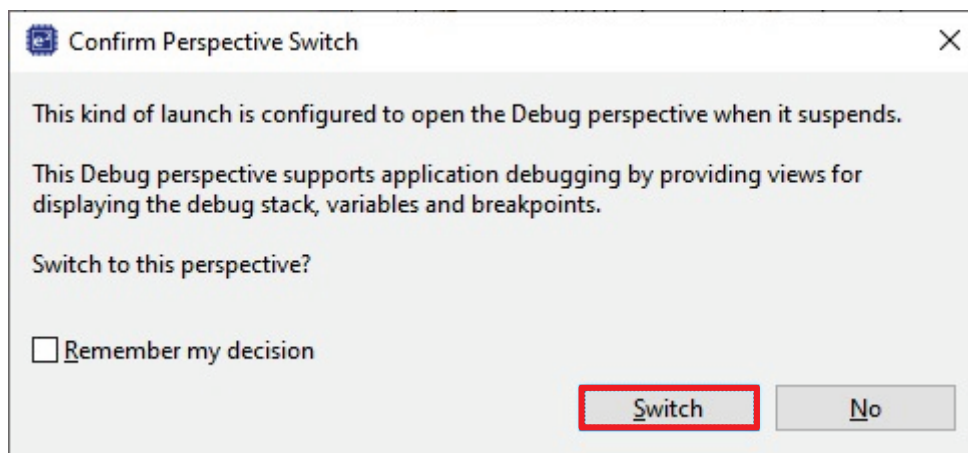 e²
Confirm Perspective Switch
This kind of launch is configured to open the Debug perspective when it suspends.
This Debug perspective supports application debugging by providing views for
displaying the debug stack, variables and breakpoints.
Switch to this perspective?
Remember my decision
Switch
No